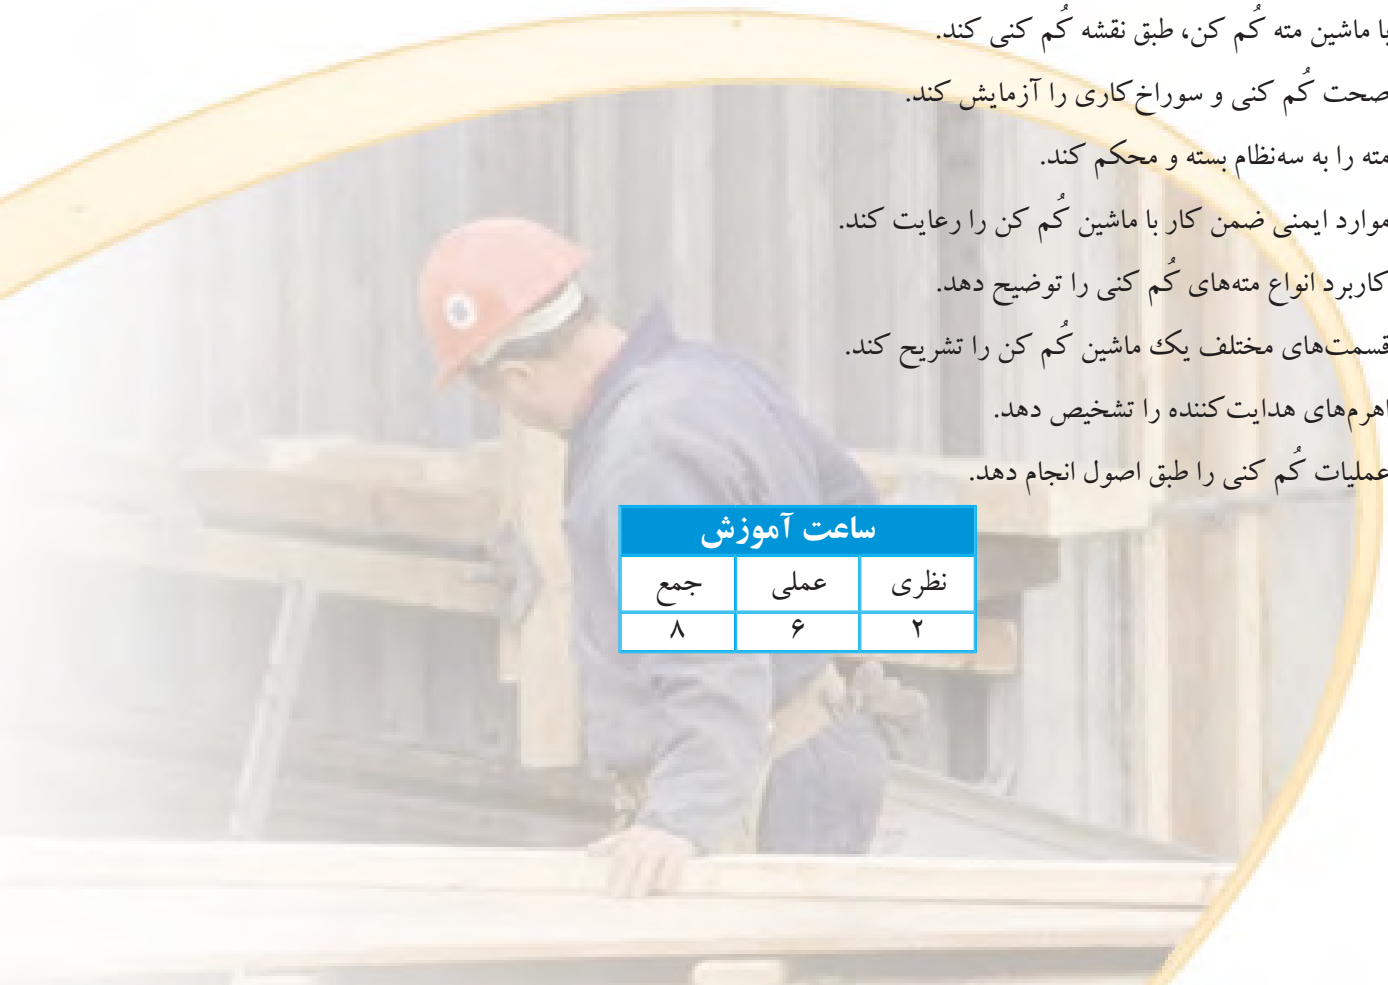 با ماشین مته کُم کن، طبق نقشه کُم کنی کند.
صحت کُم کنی و سوراخ‌کاری را آزمایش کند.
مته را به سه‌نظام بسته و محکم کند.
موارد ایمنی ضمن کار با ماشین کُم کن را رعایت کند.
کاربرد انواع مته‌های کُم کنی را توضیح دهد.
قسمت‌های مختلف یک ماشین کُم کن را تشریح کند.
اهرم‌های هدایت‌کننده را تشخیص دهد.
عملیات کُم کنی را طبق اصول انجام دهد.
ساعت آموزش
نظری عملی جمع
۲ ۶ ۸